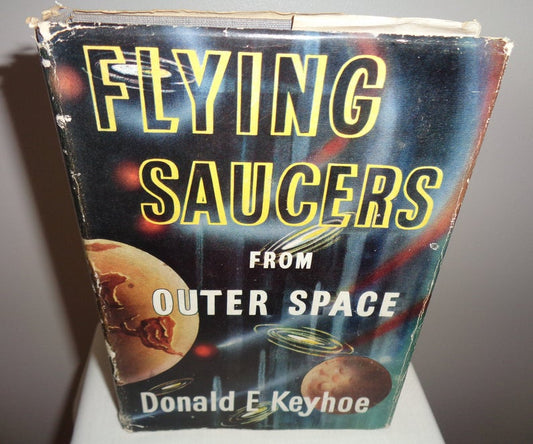 FLYING
SAUCERS
FROM
OUTER SPACE
Donald E Keyhoe